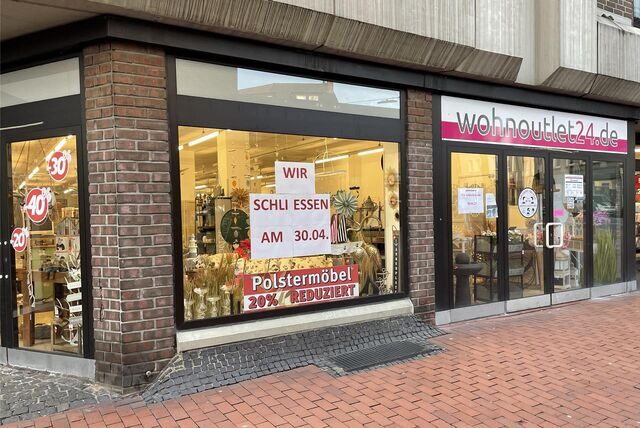 30%
40%
20%
WIR
SCHLI ESSEN
AM 30.04.
Polstermöbel
20% REDUZIERT
wohnoutlet24.de